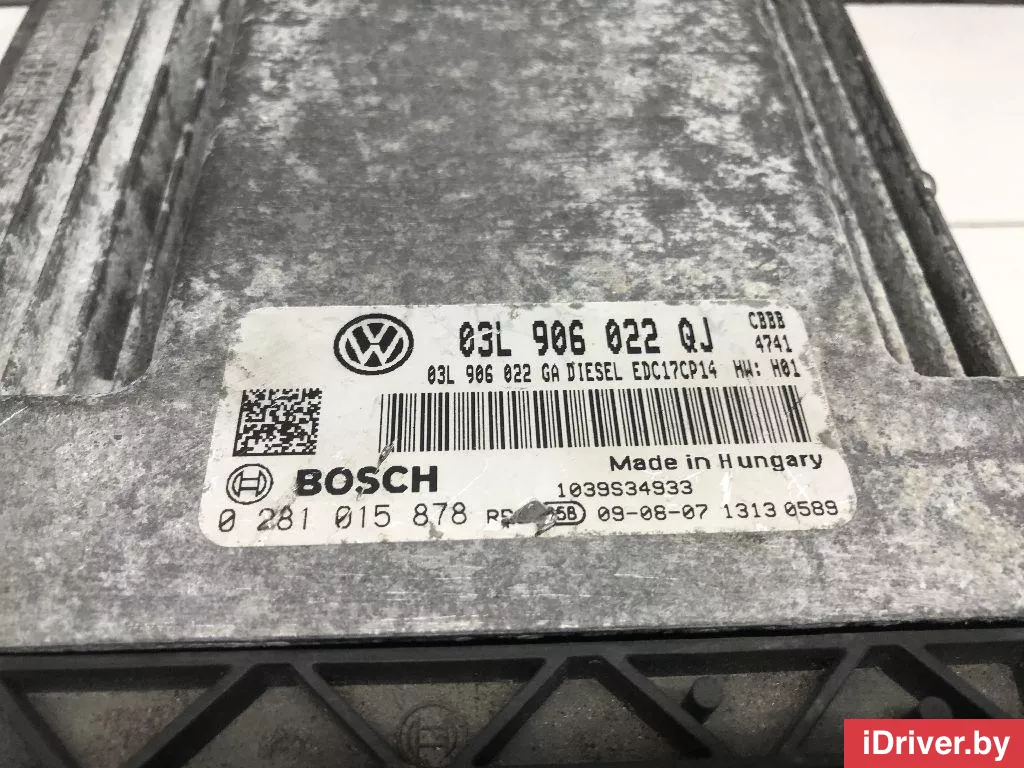 03L 906 022 QJ
CBBB
4741
03L 906 022 GA DIESEL EDC17CP14 HW: H01
BOSCH
Made in Hungary
1039S34933
0 281 015 878 09-08-07 1313 0589
iDriver.by